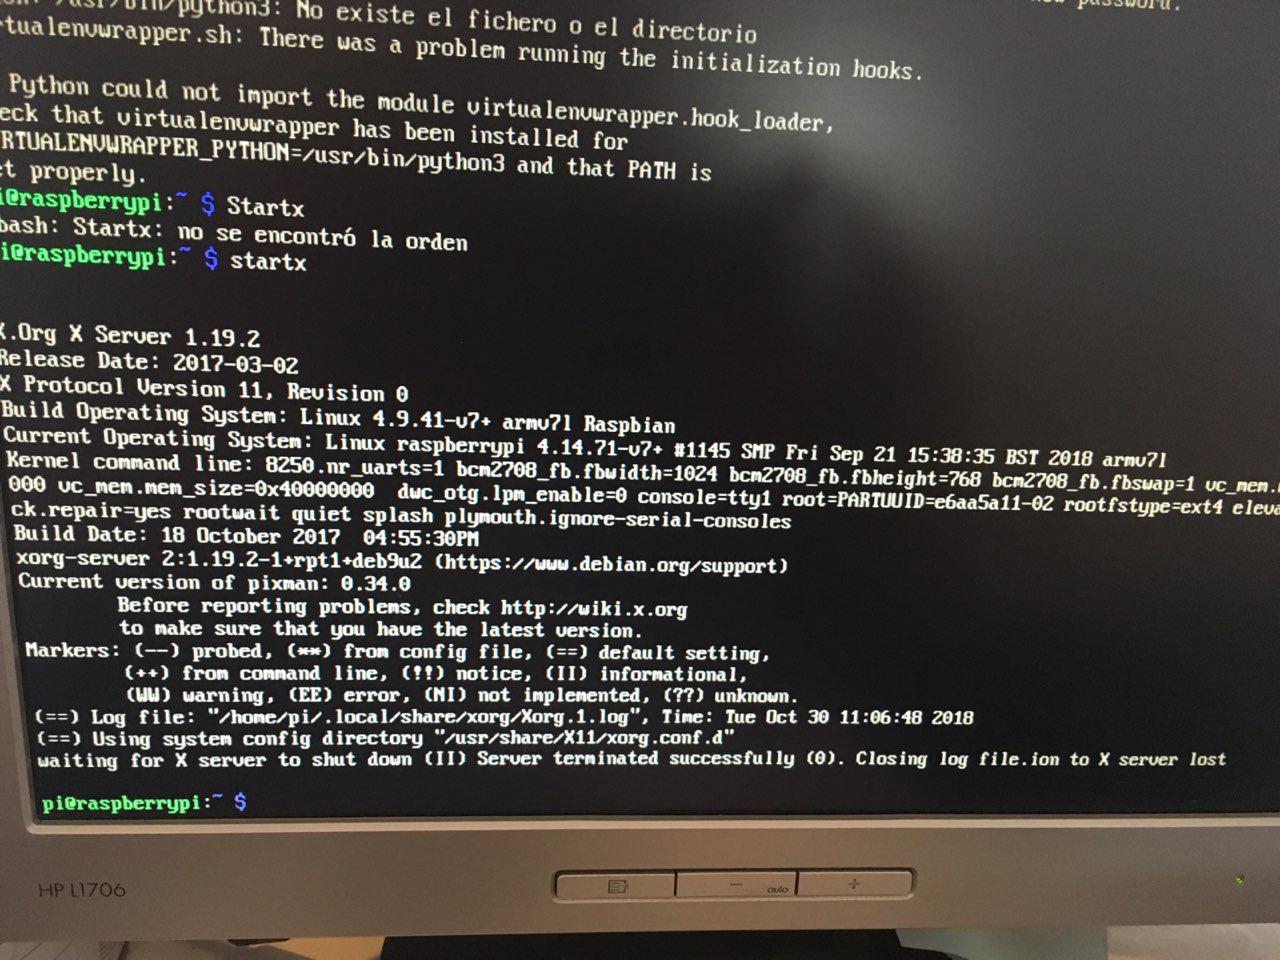 /usr/bin/python3: No existe el fichero o el directorio
password.
rtualenvwrapper.sh: There was a problem running the initialization hooks.
Python could not import the module virtualenvwrapper.hook_loader,
eck that virtualenvwrapper has been installed for
RTUALENVWRAPPER_PYTHON=/usr/bin/python3 and that PATH is
et properly.
i@raspberrypi:~ $ Startx
bash: Startx: no se encontró la orden
i@raspberrypi:~ $ startx
X.Org X Server 1.19.2
Release Date: 2017-03-02
X Protocol Version 11, Revision 0
Build Operating System: Linux 4.9.41-v7+ armv7l Raspbian
Current Operating System: Linux raspberrypi 4.14.71-v7+ #1145 SMP Fri Sep 21 15:38:35 BST 2018 armv7l
Kernel command line: 8250.nr_uarts=1 bcm2708_fb.fbwidth=1024 bcm2708_fb.fbheight=768 bcm2708_fb.fbswap=1 vc_mem.
000 vc_mem.mem_size=0x40000000  dwc_otg.lpm_enable=0 console=tty1 root=PARTUUID=e6aa5a11-02 rootfstype=ext4 eleva
ck.repair=yes rootwait quiet splash plymouth.ignore-serial-consoles
Build Date: 18 October 2017  04:55:30PM
xorg-server 2:1.19.2-1+rpt1+deb9u2 (https://www.debian.org/support)
Current version of pixman: 0.34.0
Before reporting problems, check http://wiki.x.org
to make sure that you have the latest version.
Markers: (--) probed, (**) from config file, (==) default setting,
(++) from command line, (!!) notice, (II) informational,
(WW) warning, (EE) error, (NI) not implemented, (??) unknown.
(==) Log file: "/home/pi/.local/share/xorg/Xorg.1.log", Time: Tue Oct 30 11:06:48 2018
(==) Using system config directory "/usr/share/X11/xorg.conf.d"
waiting for X server to shut down (II) Server terminated successfully (0). Closing log file.ion to X server lost
pi@raspberrypi:~ $
HP L1706
- auto +